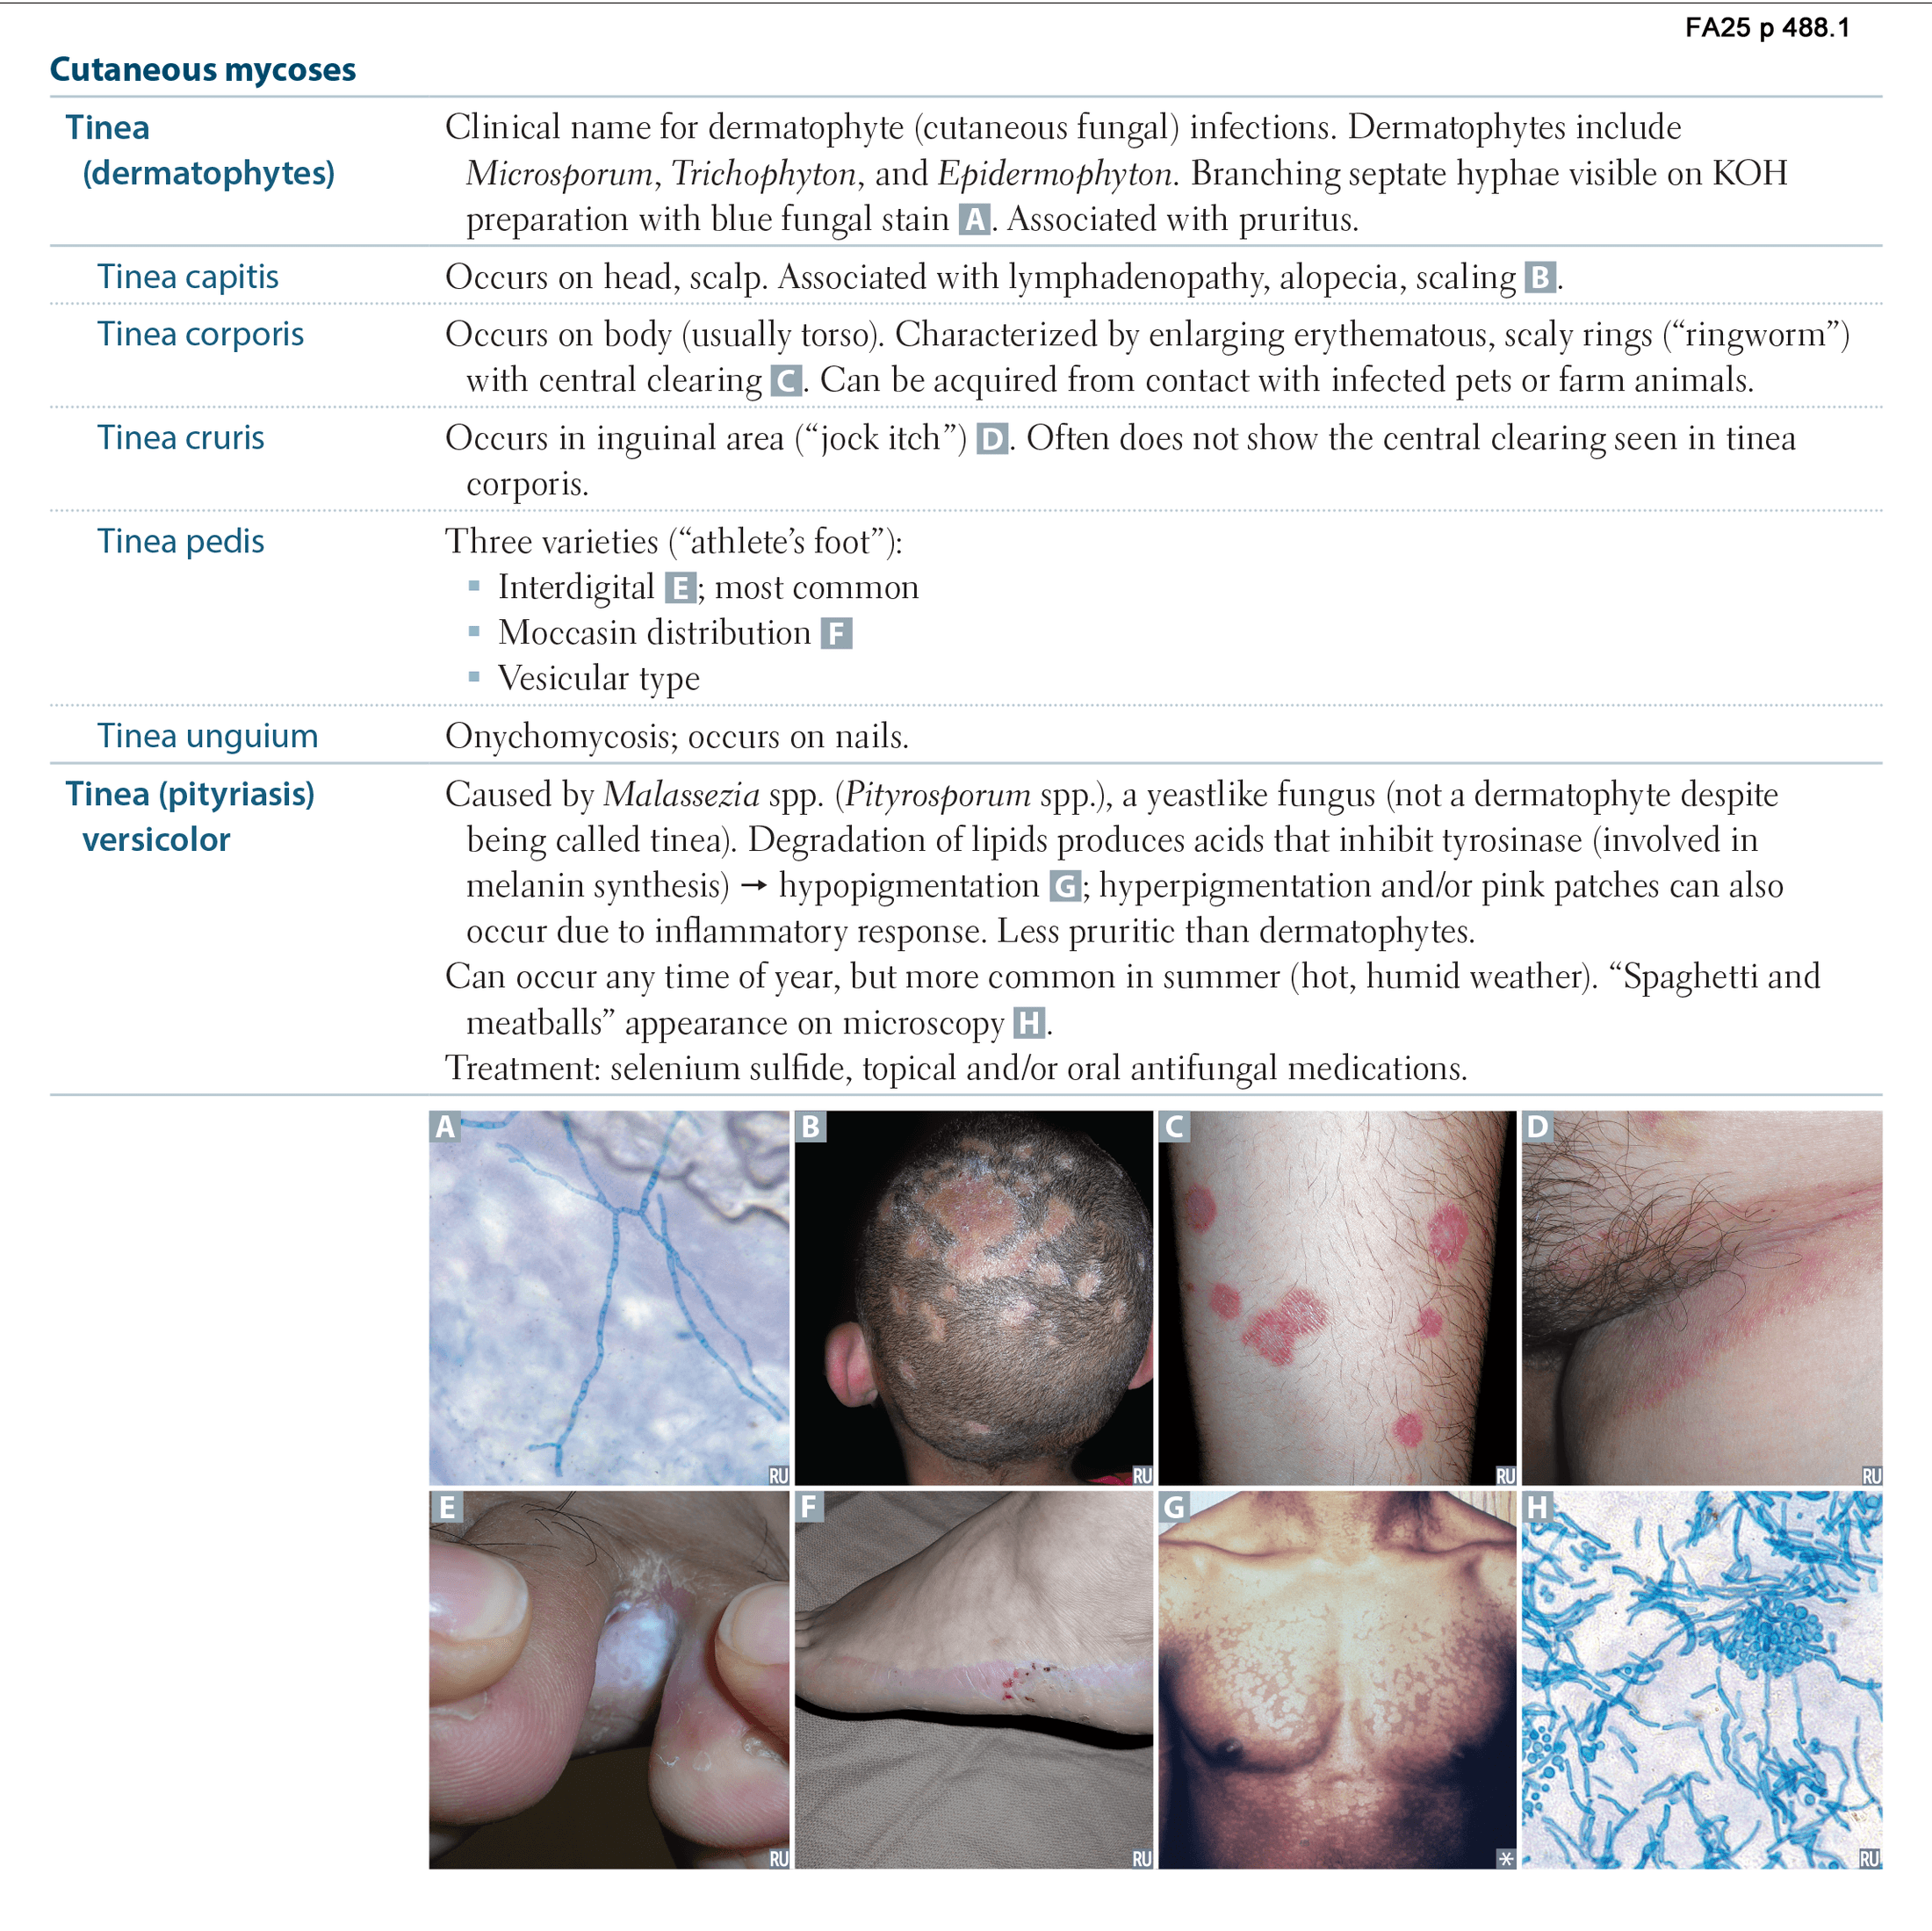 FA25 p 488.1
Cutaneous mycoses
Tinea
(dermatophytes)
Clinical name for dermatophyte (cutaneous fungal) infections. Dermatophytes include
Microsporum, Trichophyton, and Epidermophyton. Branching septate hyphae visible on KOH
preparation with blue fungal stain A. Associated with pruritus.
Tinea capitis
Occurs on head, scalp. Associated with lymphadenopathy, alopecia, scaling B.
Tinea corporis
Occurs on body (usually torso). Characterized by enlarging erythematous, scaly rings (“ringworm”)
with central clearing C. Can be acquired from contact with infected pets or farm animals.
Tinea cruris
Occurs in inguinal area (“jock itch”) D. Often does not show the central clearing seen in tinea
corporis.
Tinea pedis
Three varieties (“athlete’s foot”):
▪ Interdigital E; most common
▪ Moccasin distribution F
▪ Vesicular type
Tinea unguium
Onychomycosis; occurs on nails.
Tinea (pityriasis)
versicolor
Caused by Malassezia spp. (Pityrosporum spp.), a yeastlike fungus (not a dermatophyte despite
being called tinea). Degradation of lipids produces acids that inhibit tyrosinase (involved in
melanin synthesis) → hypopigmentation G; hyperpigmentation and/or pink patches can also
occur due to inflammatory response. Less pruritic than dermatophytes.
Can occur any time of year, but more common in summer (hot, humid weather). “Spaghetti and
meatballs” appearance on microscopy H.
Treatment: selenium sulfide, topical and/or oral antifungal medications.
A B C D
RU RU RU RU
E F G H
RU RU * RU